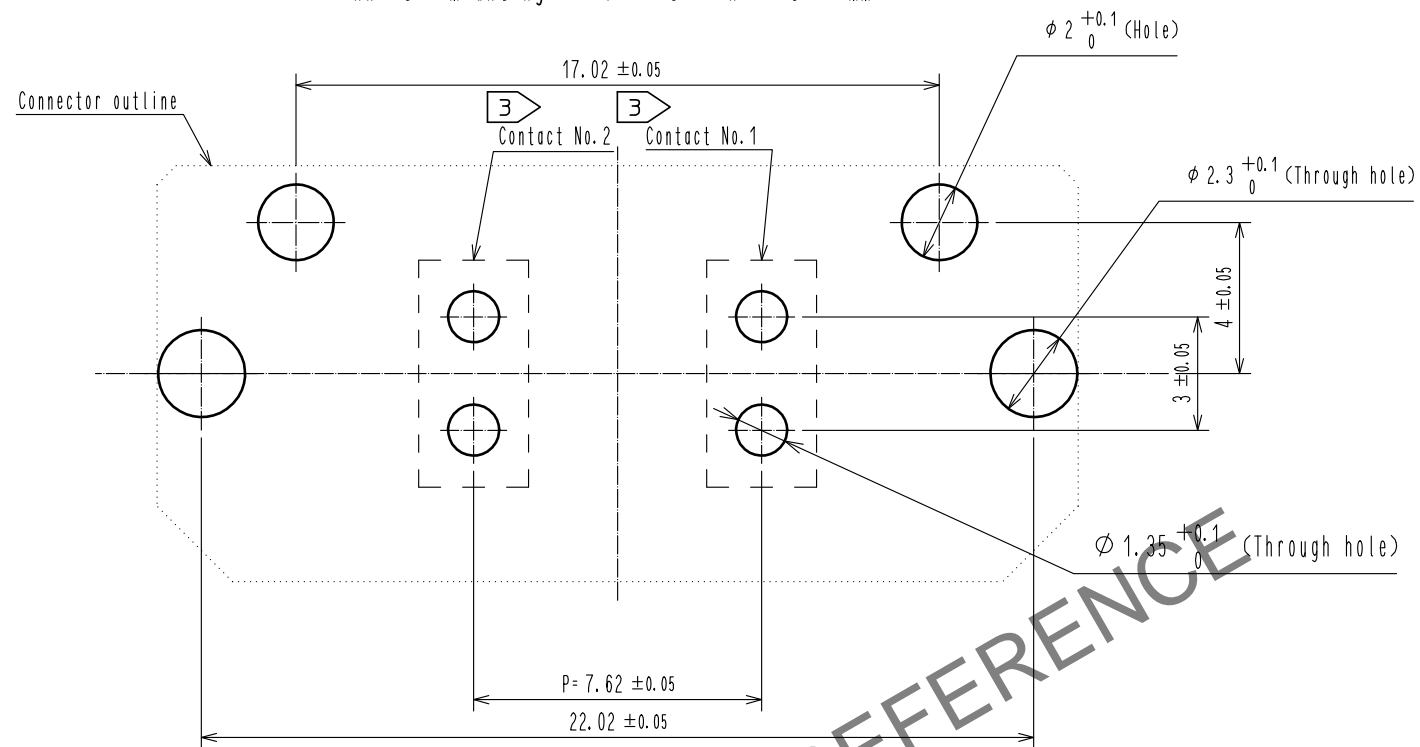 φ 2 +0.1 0 (Hole)
17.02 ±0.05
Connector outline
3 3
Contact No.2 Contact No.1
φ 2.3 +0.1 0 (Through hole)
4 ±0.05
3 ±0.05
φ 1.35 +0.1 0 (Through hole)
P= 7.62 ±0.05
22.02 ±0.05